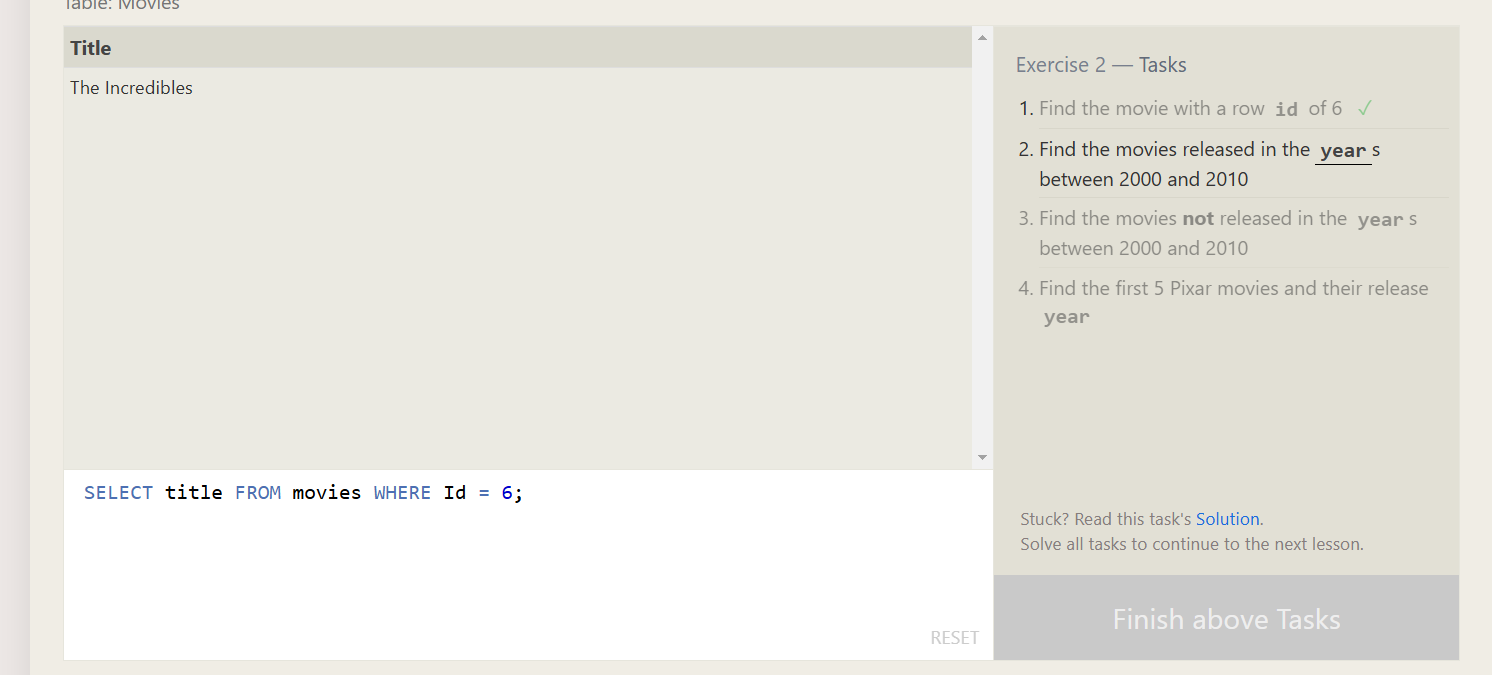 Table: Movies
Title
The Incredibles
SELECT title FROM movies WHERE Id = 6;
RESET
Exercise 2 — Tasks
1. Find the movie with a row id of 6 ✓
2. Find the movies released in the year s
between 2000 and 2010
3. Find the movies not released in the year s
between 2000 and 2010
4. Find the first 5 Pixar movies and their release
year
Stuck? Read this task's Solution.
Solve all tasks to continue to the next lesson.
Finish above Tasks